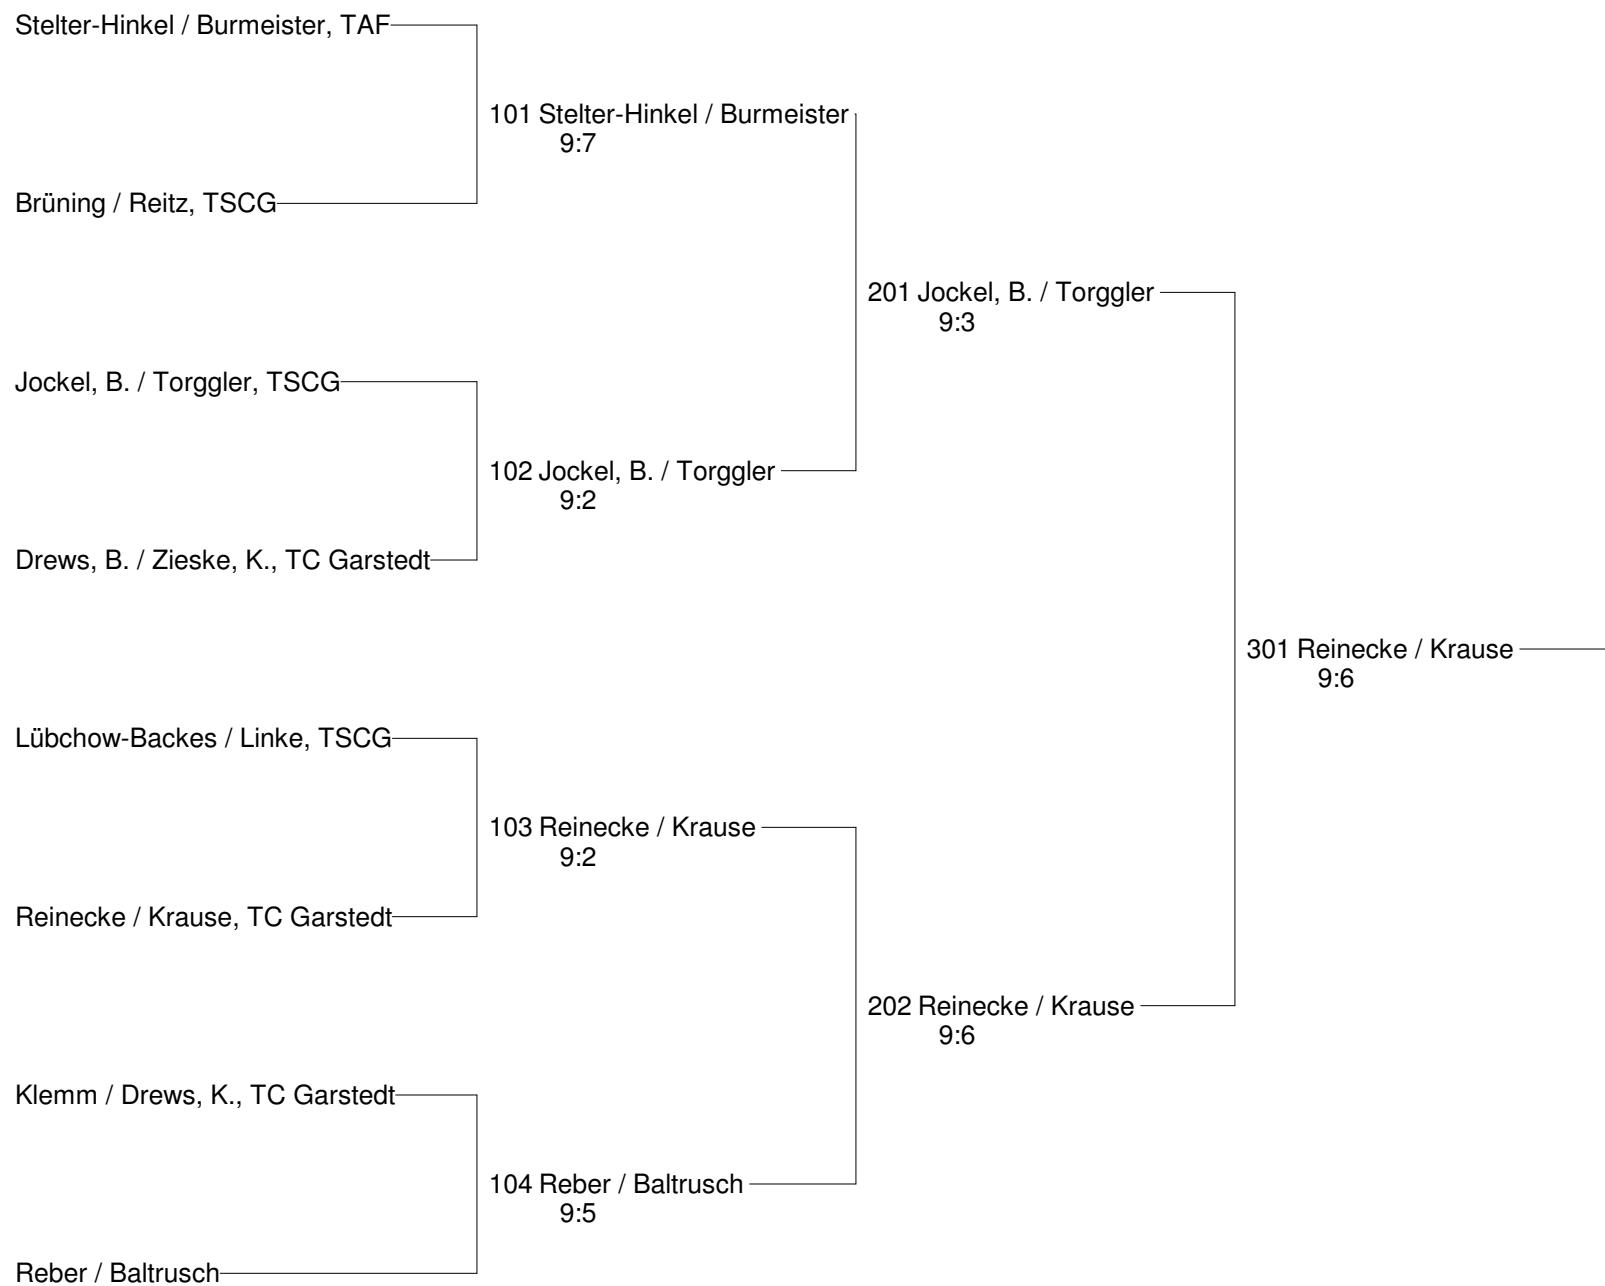 Stelter-Hinkel / Burmeister, TAF
101 Stelter-Hinkel / Burmeister
9:7
Brüning / Reitz, TSCG
201 Jockel, B. / Torggler
9:3
Jockel, B. / Torggler, TSCG
102 Jockel, B. / Torggler
9:2
Drews, B. / Zieske, K., TC Garstedt
301 Reinecke / Krause
9:6
Lübchow-Backes / Linke, TSCG
103 Reinecke / Krause
9:2
Reinecke / Krause, TC Garstedt
202 Reinecke / Krause
9:6
Klemm / Drews, K., TC Garstedt
104 Reber / Baltrusch
9:5
Reber / Baltrusch